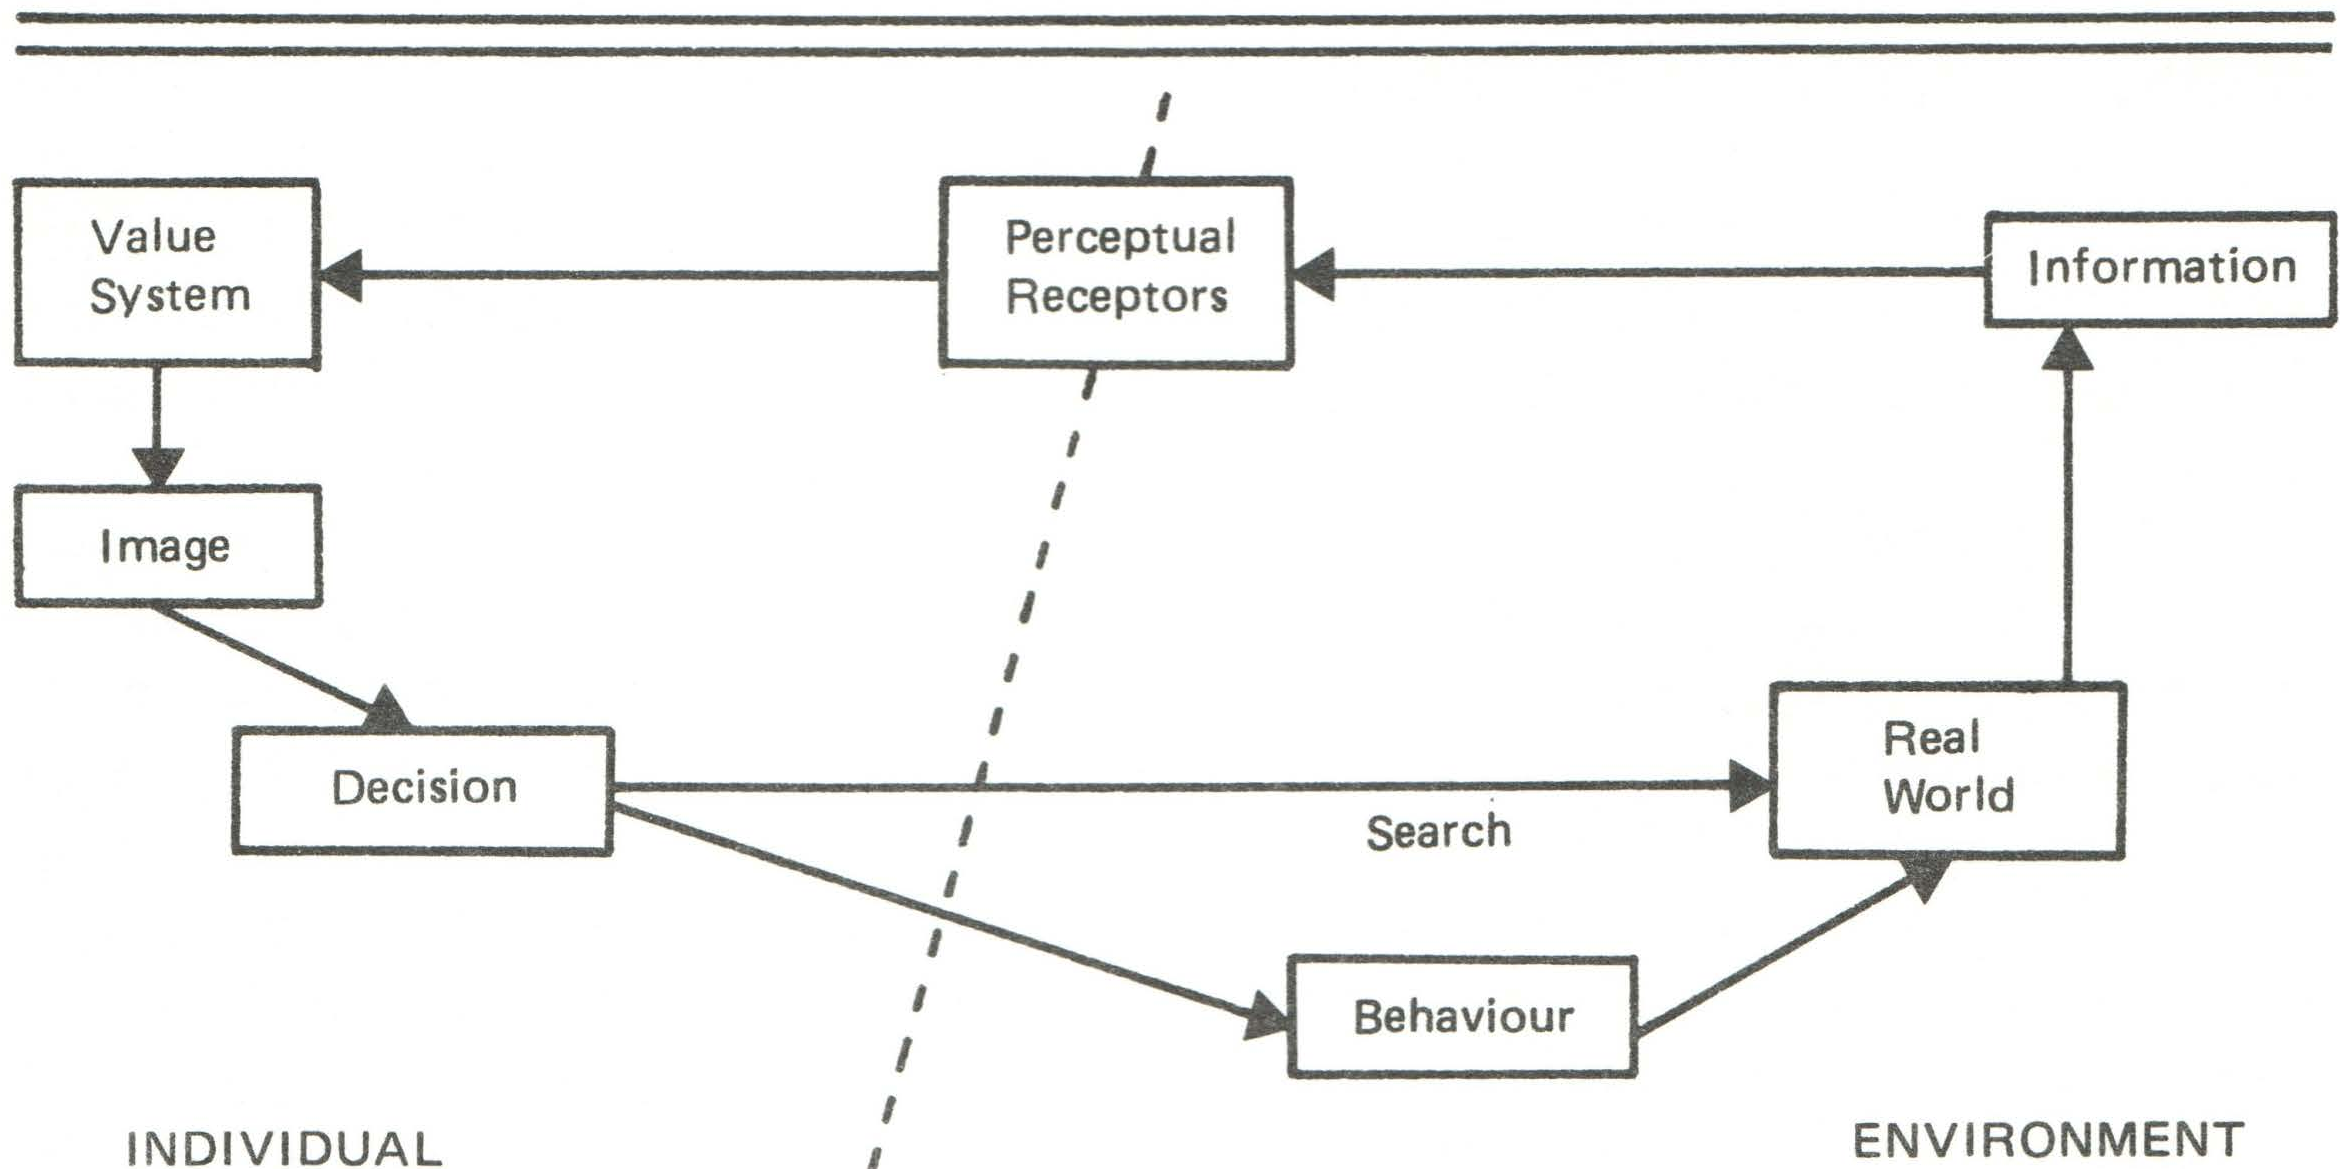 Value
System
Perceptual
Receptors
Information
Image
Decision
Real
World
Search
Behaviour
INDIVIDUAL
ENVIRONMENT